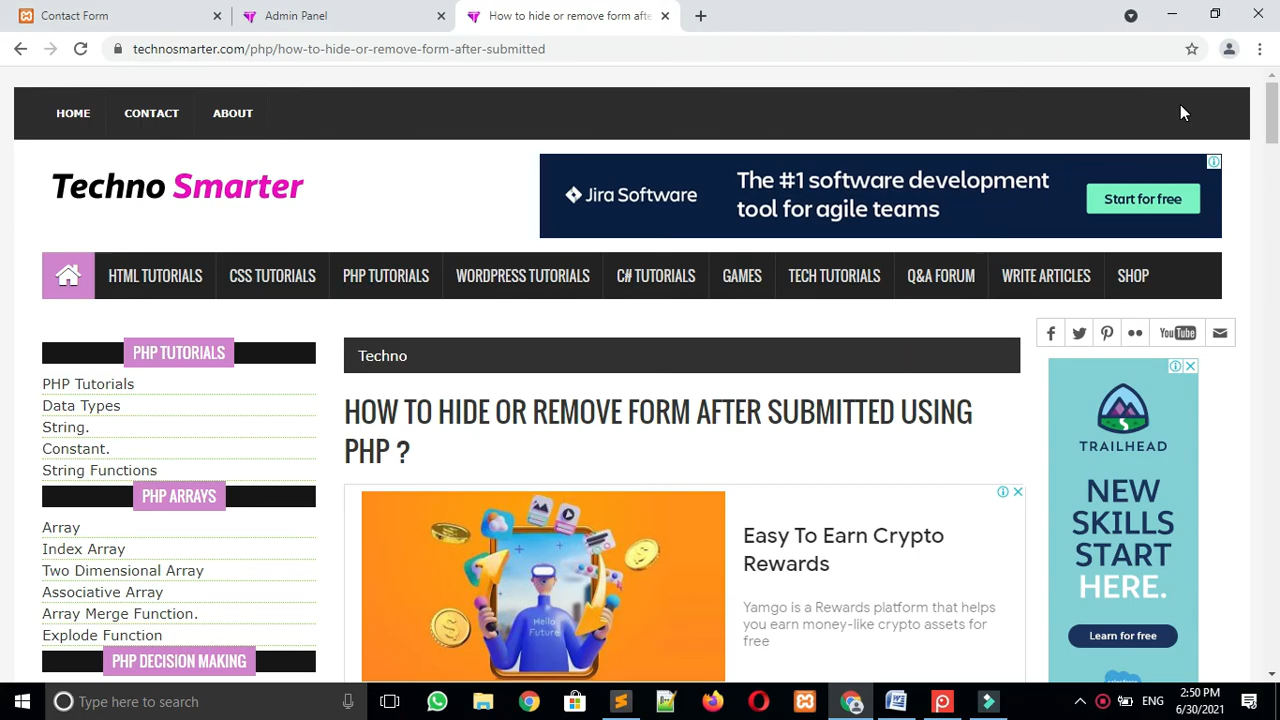 Contact Form
Admin Panel
How to hide or remove form afte
technosmarter.com/php/how-to-hide-or-remove-form-after-submitted
HOME CONTACT ABOUT
Techno Smarter
Jira Software
The #1 software development
tool for agile teams
Start for free
HTML TUTORIALS CSS TUTORIALS PHP TUTORIALS WORDPRESS TUTORIALS C# TUTORIALS GAMES TECH TUTORIALS Q&A FORUM WRITE ARTICLES SHOP
YouTube
PHP TUTORIALS
PHP Tutorials
Data Types
String.
Constant.
String Functions
PHP ARRAYS
Array
Index Array
Two Dimensional Array
Associative Array
Array Merge Function.
Explode Function
PHP DECISION MAKING
Techno
HOW TO HIDE OR REMOVE FORM AFTER SUBMITTED USING
PHP ?
Hello
Future
Easy To Earn Crypto
Rewards
Yamgo is a Rewards platform that helps
you earn money-like crypto assets for
free
TRAILHEAD
NEW
SKILLS
START
HERE.
Learn for free
Type here to search
ENG
2:50 PM
6/30/2021